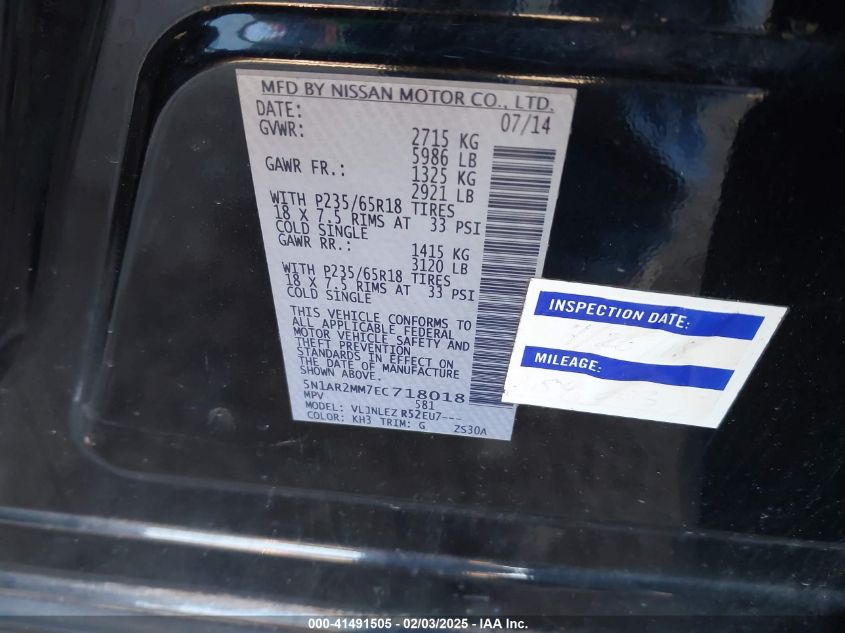 MFD BY NISSAN MOTOR CO., LTD.
DATE: 07/14
GVWR: 2715 KG
5986 LB
GAWR FR.: 1325 KG
2921 LB
WITH P235/65R18 TIRES
18 X 7.5 RIMS AT 33 PSI
COLD SINGLE
GAWR RR.: 1415 KG
3120 LB
WITH P235/65R18 TIRES
18 X 7.5 RIMS AT 33 PSI
COLD SINGLE
THIS VEHICLE CONFORMS TO
ALL APPLICABLE FEDERAL
MOTOR VEHICLE SAFETY AND
THEFT PREVENTION
STANDARDS IN EFFECT ON
THE DATE OF MANUFACTURE
SHOWN ABOVE.
5N1AR2MM7EC718018
MPV 581
MODEL: VLJNLEZ R52EU7---
COLOR: KH3 TRIM: G 2S30A
INSPECTION DATE:
MILEAGE:
000-41491505 - 02/03/2025 - IAA Inc.